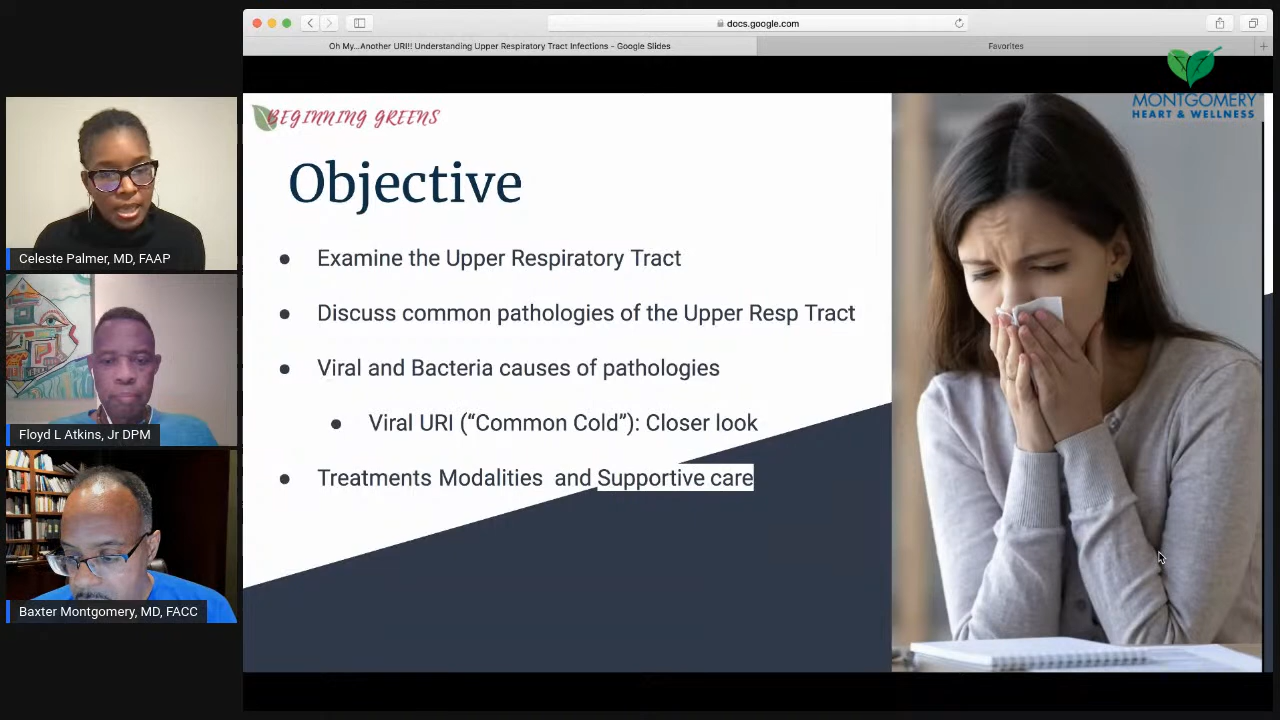 docs.google.com
Oh My...Another URI!! Understanding Upper Respiratory Tract Infections - Google Slides
Favorites
MONTGOMERY
HEART & WELLNESS
BEGINNING GREENS
Objective
● Examine the Upper Respiratory Tract
● Discuss common pathologies of the Upper Resp Tract
● Viral and Bacteria causes of pathologies
● Viral URI (“Common Cold”): Closer look
● Treatments Modalities and Supportive care
Celeste Palmer, MD, FAAP
Floyd L Atkins, Jr DPM
Baxter Montgomery, MD, FACC